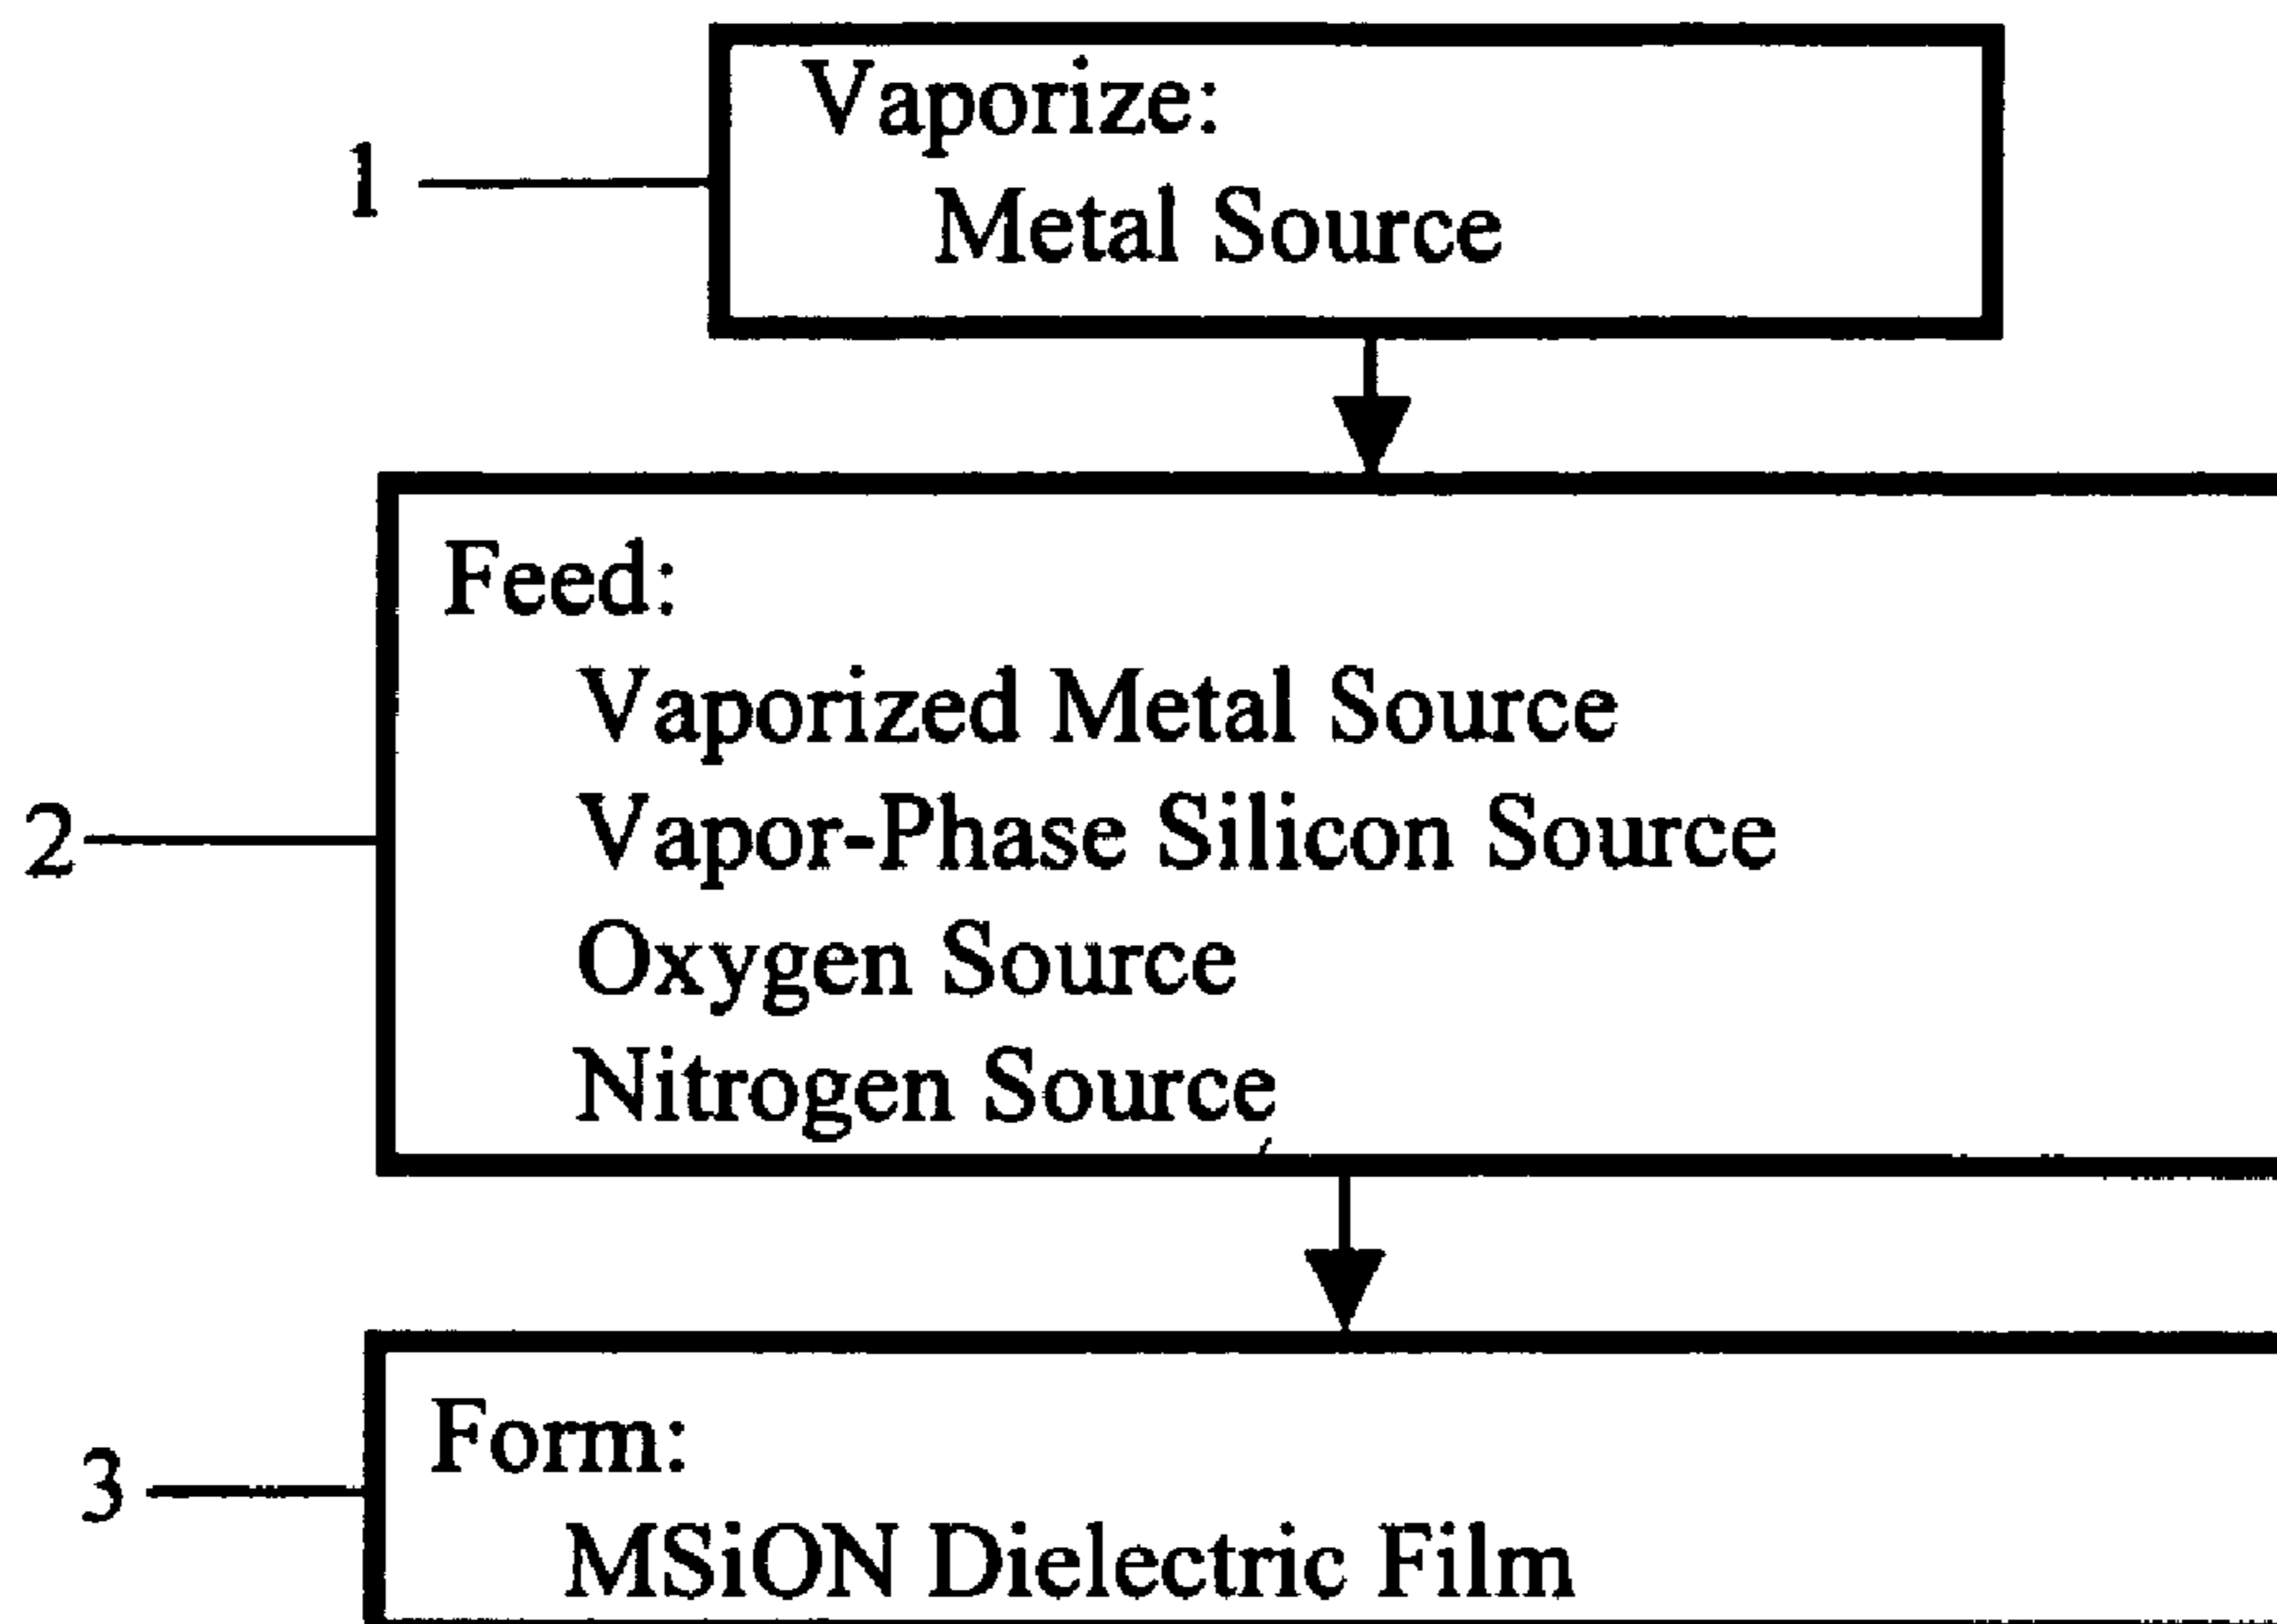 1
Vaporize:
Metal Source
2
Feed:
Vaporized Metal Source
Vapor-Phase Silicon Source
Oxygen Source
Nitrogen Source
3
Form:
MSiON Dielectric Film